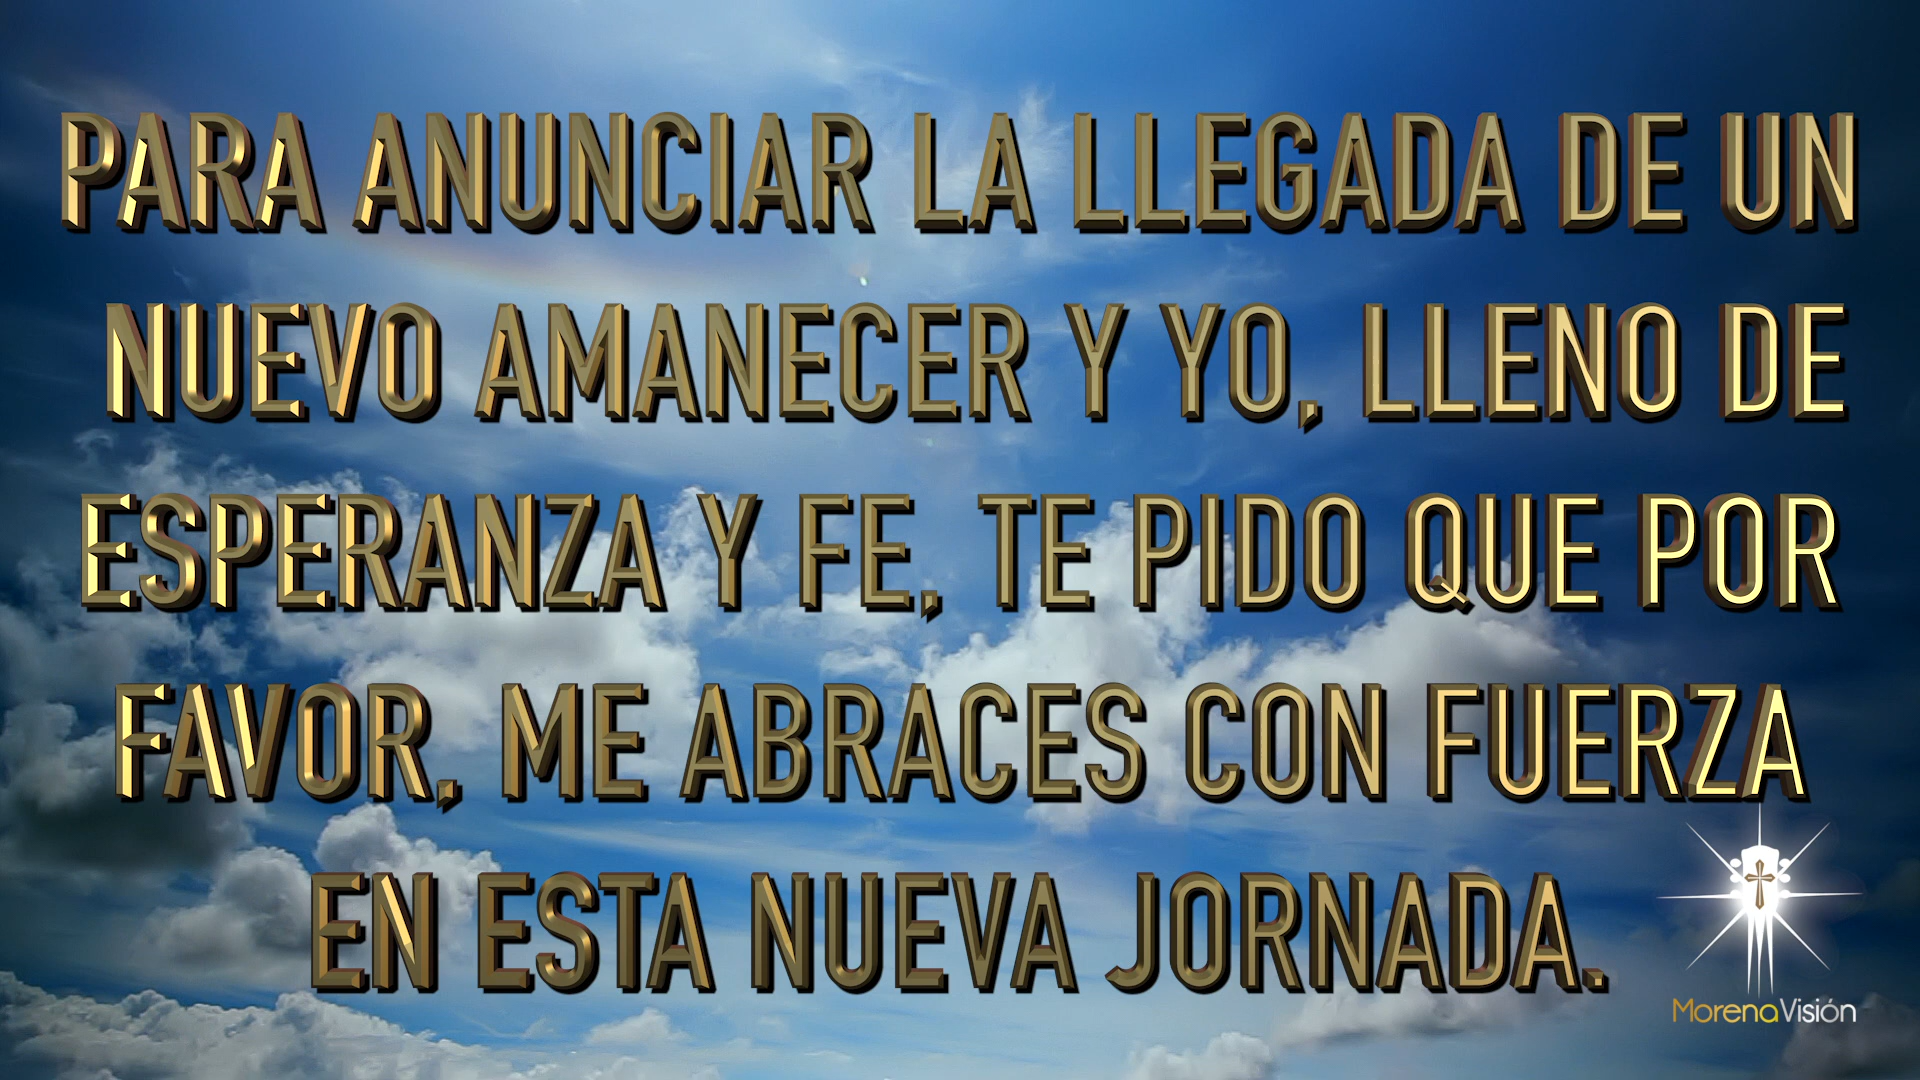 PARA ANUNCIAR LA LLEGADA DE UN
NUEVO AMANECER Y YO, LLENO DE
ESPERANZA Y FE, TE PIDO QUE POR
FAVOR, ME ABRACES CON FUERZA
EN ESTA NUEVA JORNADA.
MorenaVisión